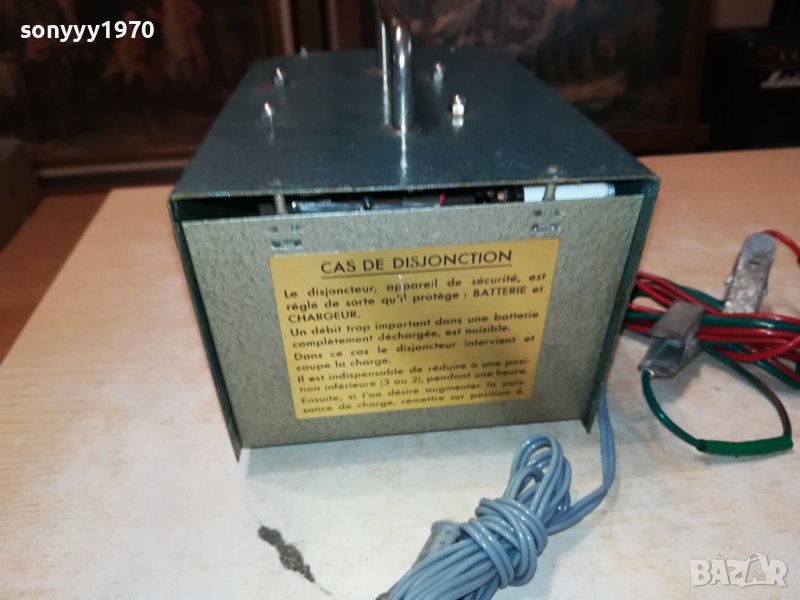 sonyyy1970
Marshall
CAS DE DISJONCTION
Le disjoncteur, appareil de sécurité, est
réglé de sorte qu'il protège : BATTERIE et
CHARGEUR.
Un débit trop important dans une batterie
complètement déchargée, est nuisible.
Dans ce cas le disjoncteur intervient et
coupe la charge.
Il est indispensable de réduire à une posi-
tion inférieure (3 ou 2), pendant une heure.
Ensuite, si l'on désire augmenter la puis-
sance de charge, remettre sur position 4.
BAZAR